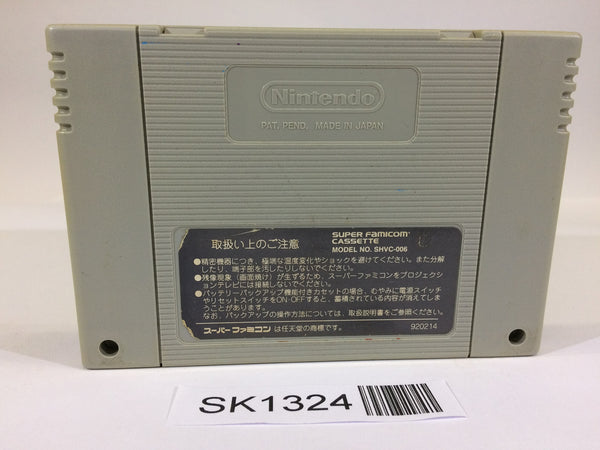 Nintendo
PAT. PEND. MADE IN JAPAN
取扱い上のご注意
SUPER FAMICOM
CASSETTE
MODEL NO. SHVC-006
●精密機器につき、極端な温度変化やショックを避けてください。また分解
したり、端子部を汚したりしないでください。
●残像現象（画面焼け）が生ずるため、スーパーファミコンをプロジェクシ
ョンテレビには接続しないでください。
●バッテリーバックアップ機能付きカセットの場合、むやみに電源スイッチ
やリセットスイッチをON-OFFすると、蓄積されている内容が消えてしま
うことがあります。
なお、バックアップの操作方法については、取扱説明書をご参照ください。
スーパーファミコン は任天堂の商標です。
920214
SK1324